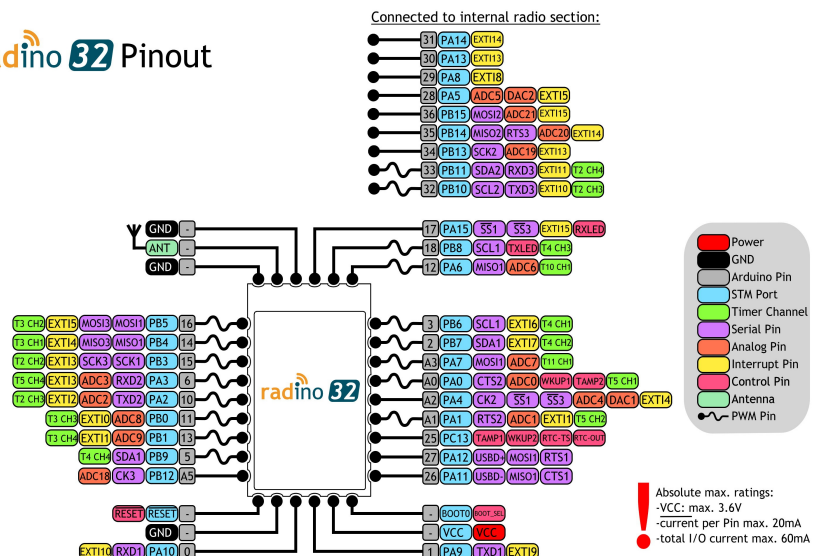 Connected to internal radio section:
dino 32 Pinout
31 PA14 EXTI14
30 PA13 EXTI13
29 PA8 EXTI8
28 PA5 ADC5 DAC2 EXTI5
36 PB15 MOSI2 ADC21 EXTI15
35 PB14 MISO2 RTS3 ADC20 EXTI14
34 PB13 SCK2 ADC19 EXTI13
33 PB11 SDA2 RXD3 EXTI11 T2 CH4
32 PB10 SCL2 TXD3 EXTI10 T2 CH3
GND -
ANT -
GND -
17 PA15 SS1 SS3 EXTI15 RXLED
18 PB8 SCL1 TXLED T4 CH3
12 PA6 MISO1 ADC6 T10 CH1
T3 CH2 EXTI5 MOSI3 MOSI1 PB5 16
T3 CH1 EXTI4 MISO3 MISO1 PB4 14
T2 CH2 EXTI3 SCK3 SCK1 PB3 15
T5 CH4 EXTI3 ADC3 RXD2 PA3 6
T2 CH3 EXTI2 ADC2 TXD2 PA2 10
T3 CH3 EXTI0 ADC8 PB0 11
T3 CH4 EXTI1 ADC9 PB1 13
T4 CH4 SDA1 PB9 5
ADC18 CK3 PB12 A5
radino 32
3 PB6 SCL1 EXTI6 T4 CH1
2 PB7 SDA1 EXTI7 T4 CH2
A3 PA7 MOSI1 ADC7 T11 CH1
A0 PA0 CTS2 ADC0 WKUP1 TAMP2 T5 CH1
A2 PA4 CK2 SS1 SS3 ADC4 DAC1 EXTI4
A1 PA1 RTS2 ADC1 EXTI1 T5 CH2
25 PC13 TAMP1 WKUP2 RTC-TS RTC-OUT
27 PA12 USBD+ MOSI1 RTS1
26 PA11 USBD- MISO1 CTS1
RESET RESET -
GND -
EXTI10 RXD1 PA10 0
- BOOT0 BOOT_SEL
- VCC VCC
1 PA9 TXD1 EXTI9
Power
GND
Arduino Pin
STM Port
Timer Channel
Serial Pin
Analog Pin
Interrupt Pin
Control Pin
Antenna
PWM Pin
Absolute max. ratings:
-VCC: max. 3.6V
-current per Pin max. 20mA
-total I/O current max. 60mA